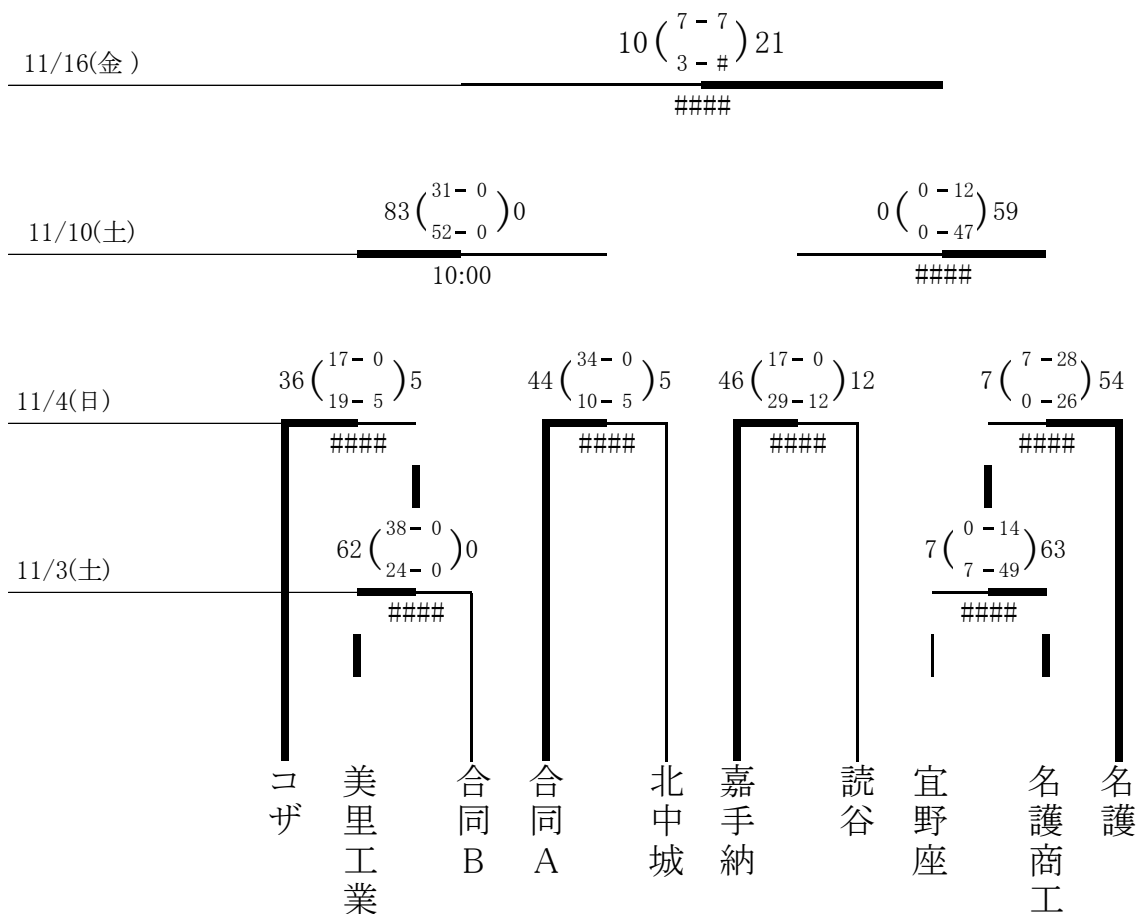 7 - 7
10 ( ) 21
11/16(金 )
3 - #
####
31 - 0
0 - 12
83 ( ) 0
0 ( ) 59
11/10(土)
52 - 0
0 - 47
10:00
####
17 - 0
34 - 0
17 - 0
7 - 28
36 ( ) 5
44 ( ) 5
46 ( ) 12
7 ( ) 54
11/4(日)
19 - 5
10 - 5
29 - 12
0 - 26
####
####
####
####
38 - 0
0 - 14
62 ( ) 0
7 ( ) 63
11/3(土)
24 - 0
7 - 49
####
####
コザ
美里工業
合同B
合同A
北中城
嘉手納
読谷
宜野座
名護商工
名護